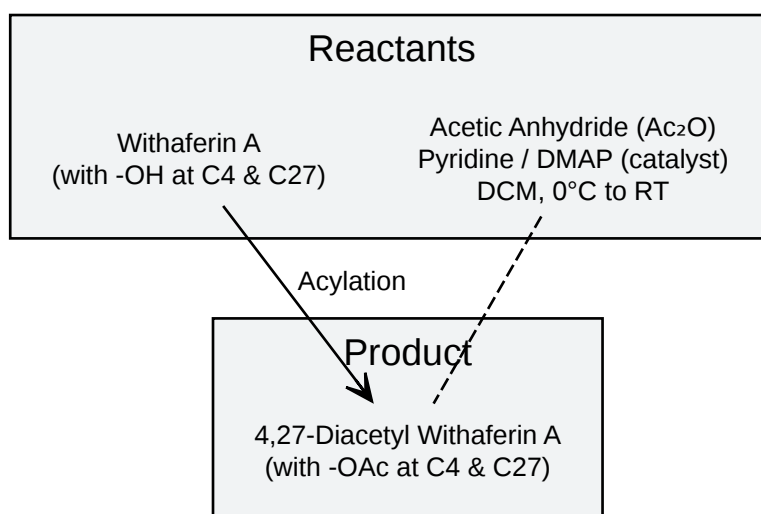 Reactants
Withaferin A
(with -OH at C4 & C27)
Acetic Anhydride (Ac₂O)
Pyridine / DMAP (catalyst)
DCM, 0°C to RT
Acylation
Product
4,27-Diacetyl Withaferin A
(with -OAc at C4 & C27)